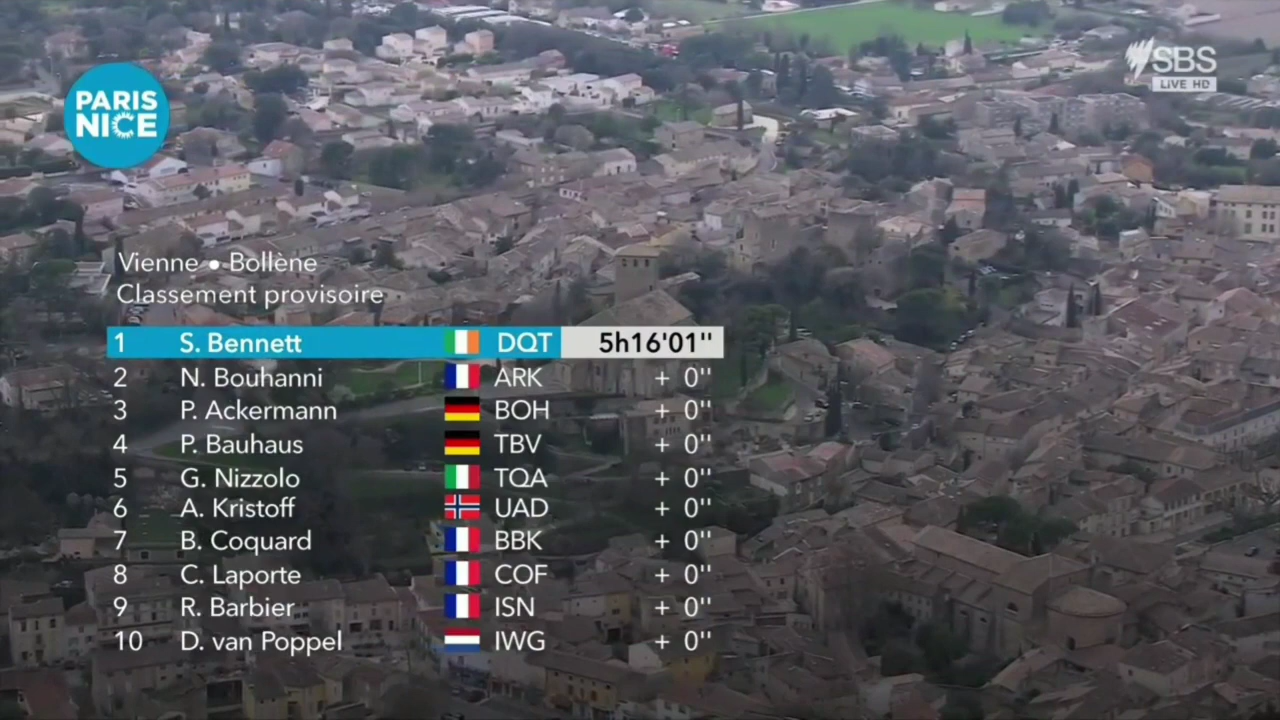 PARIS
NICE
SBS
LIVE HD
Vienne • Bollène
Classement provisoire
1 S. Bennett DQT 5h16'01''
2 N. Bouhanni ARK + 0''
3 P. Ackermann BOH + 0''
4 P. Bauhaus TBV + 0''
5 G. Nizzolo TQA + 0''
6 A. Kristoff UAD + 0''
7 B. Coquard BBK + 0''
8 C. Laporte COF + 0''
9 R. Barbier ISN + 0''
10 D. van Poppel IWG + 0''